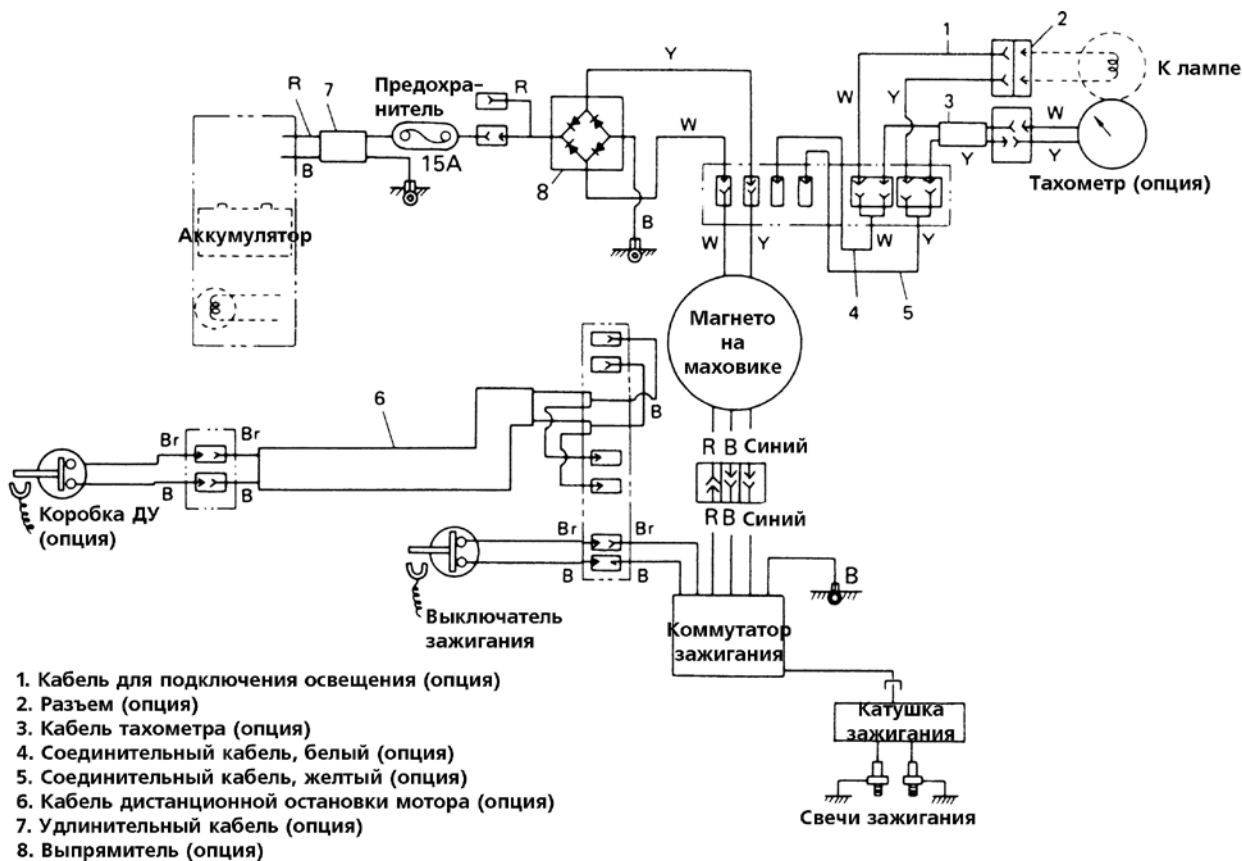 1
2
К лампе
Y
W
Y
3
W
Y
Y
Тахометр (опция)
R
7
Предохра-
нитель
R
15А
B
8
W
B
Аккумулятор
W
Y
W
Y
4
5
Магнето
на
маховике
6
B
Br
Br
B
B
Коробка ДУ
(опция)
R
B
Синий
R
B
Синий
Br
Br
B
B
Выключатель
зажигания
B
Коммутатор
зажигания
Катушка
зажигания
Свечи зажигания
1. Кабель для подключения освещения (опция)
2. Разъем (опция)
3. Кабель тахометра (опция)
4. Соединительный кабель, белый (опция)
5. Соединительный кабель, желтый (опция)
6. Кабель дистанционной остановки мотора (опция)
7. Удлинительный кабель (опция)
8. Выпрямитель (опция)